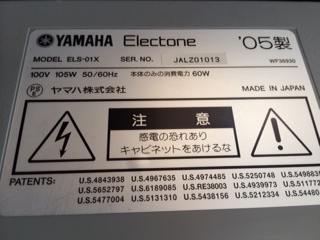 YAMAHA Electone '05製
MODEL ELS-01X SER NO. JALZ01013 WF36930
100V 105W 50/60Hz 本体のみの消費電力 60W
PS E ヤマハ株式会社 MADE IN JAPAN
注 意
感電の恐れあり
キャビネットをあけるな
PATENTS: U.S.4843938 U.S.4967635 U.S.4974485 U.S.5250748
U.S.5652797 U.S.6189085 U.S.RE38003 U.S.4939973
U.S.5477004 U.S.5131310 U.S.5438156 U.S.5212334